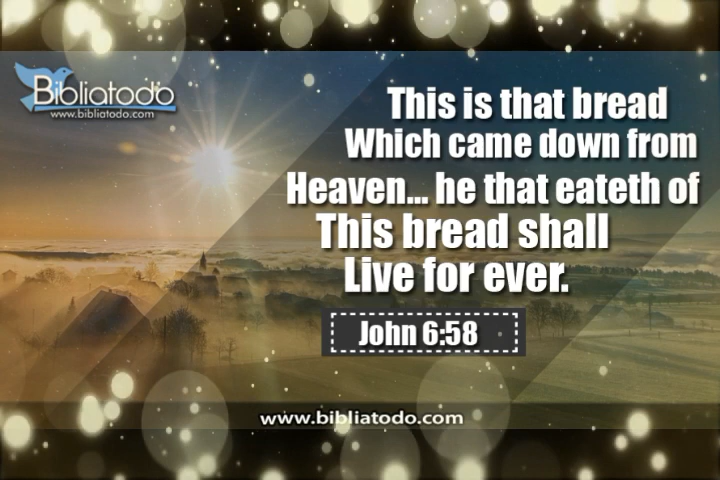 Bibliatodo
www.bibliatodo.com
This is that bread
Which came down from
Heaven... he that eateth of
This bread shall
Live for ever.
John 6:58
www.bibliatodo.com